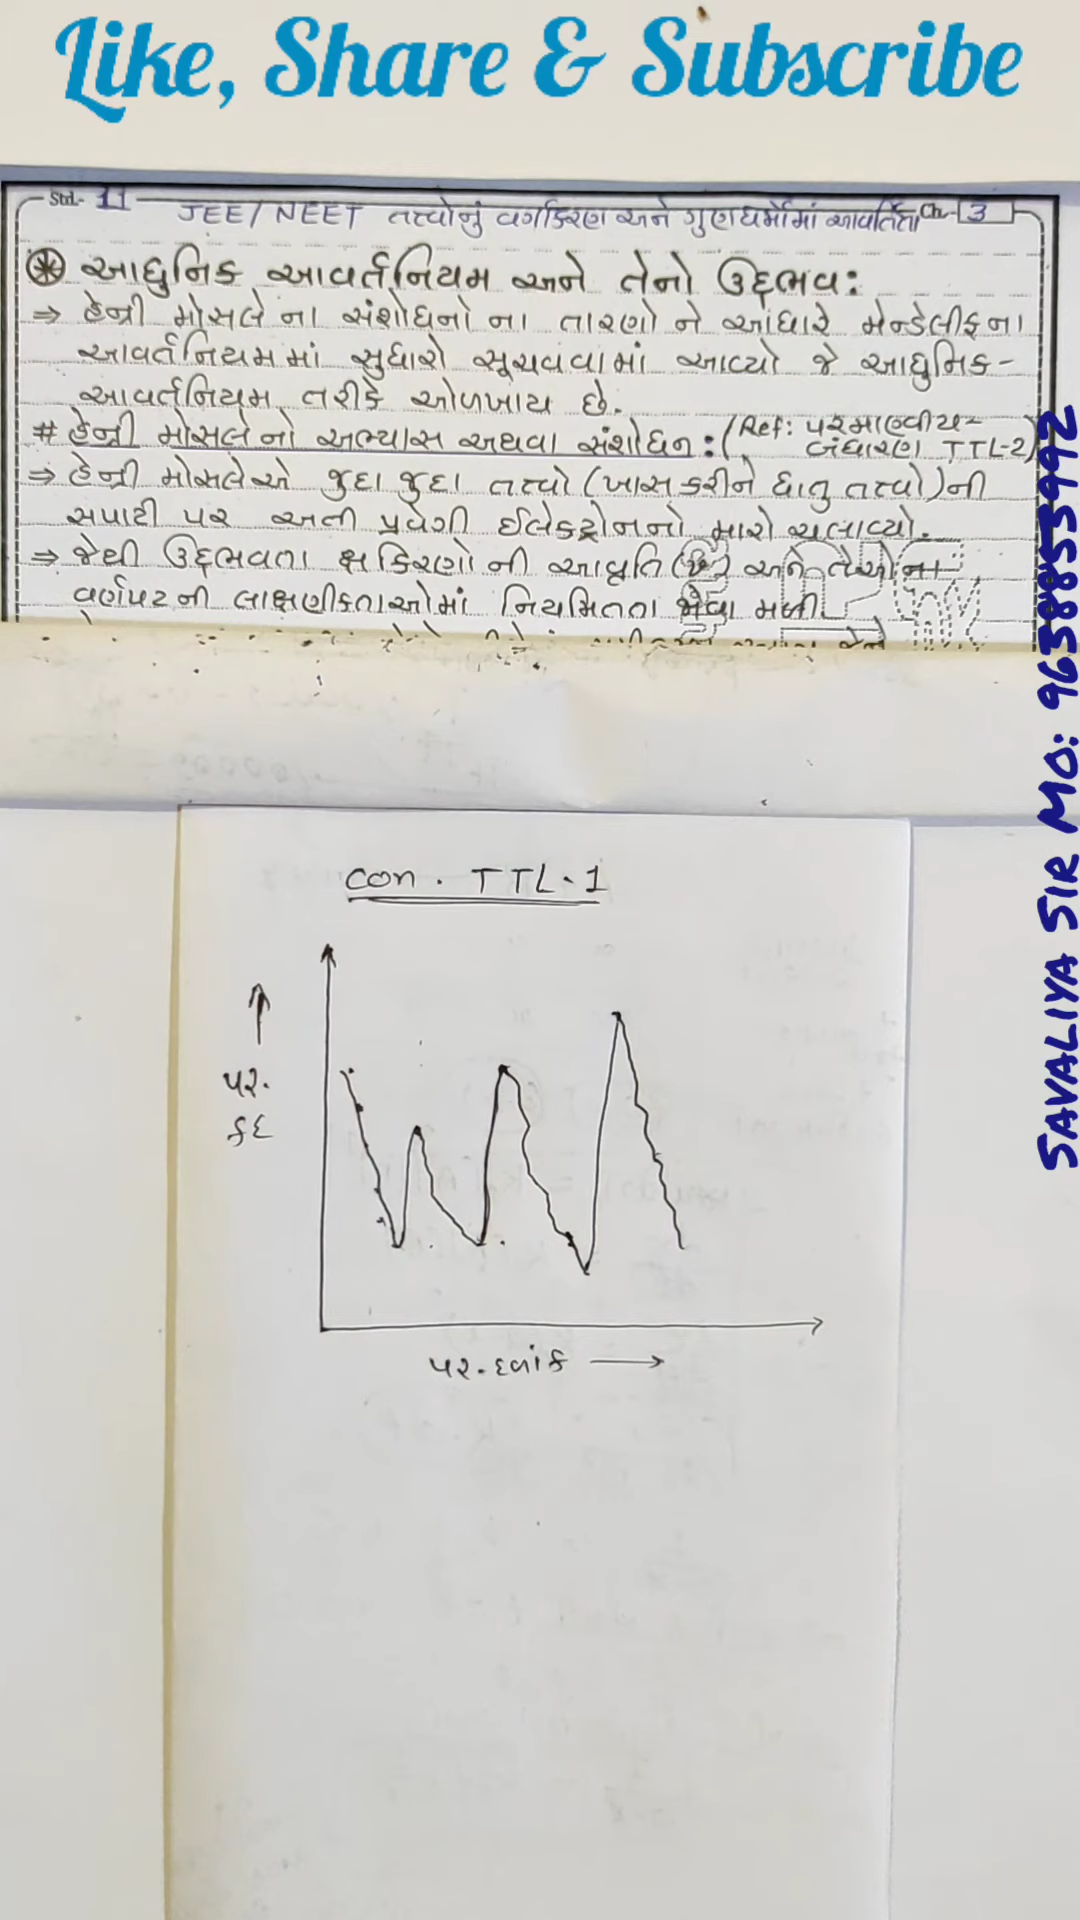 Like, Share & Subscribe
Std.- 11
JEE/NEET તત્ત્વોનું વર્ગીકરણ અને ગુણધર્મોમાં આવર્તિતા Ch.- 3
આધુનિક આવર્તનિયમ અને તેનો ઉદ્દભવ:
⇒ હેન્રી મોસલે ના સંશોધનો ના તારણો ને આધારે મેન્ડેલીફના
આવર્તનિયમમાં સુધારો સૂચવવામાં આવ્યો જે આધુનિક-
આવર્તનિયમ તરીકે ઓળખાય છે.
# હેન્રી મોસલેનો અભ્યાસ અથવા સંશોધન: (Ref: પરમાણ્વીય-
બંધારણ TTL-2)
⇒ હેન્રી મોસલેએ જુદા જુદા તત્વો (ખાસ કરીને ધાતુ તત્વો)ની
સપાટી પર અતી પ્રવેગી ઈલેક્ટ્રોનનો મારો ચલાવ્યો.
⇒ જેથી ઉદ્દભવતા ક્ષ કિરણો ની આવૃતિ અને તેઓના
વર્ણપટ ની લાક્ષણીકતાઓમાં નિયમિતતા જોવા મળી
con. TTL-1
પર.
કદ
પર. દળાંક
SAVALIYA SIR MO: 9638853992